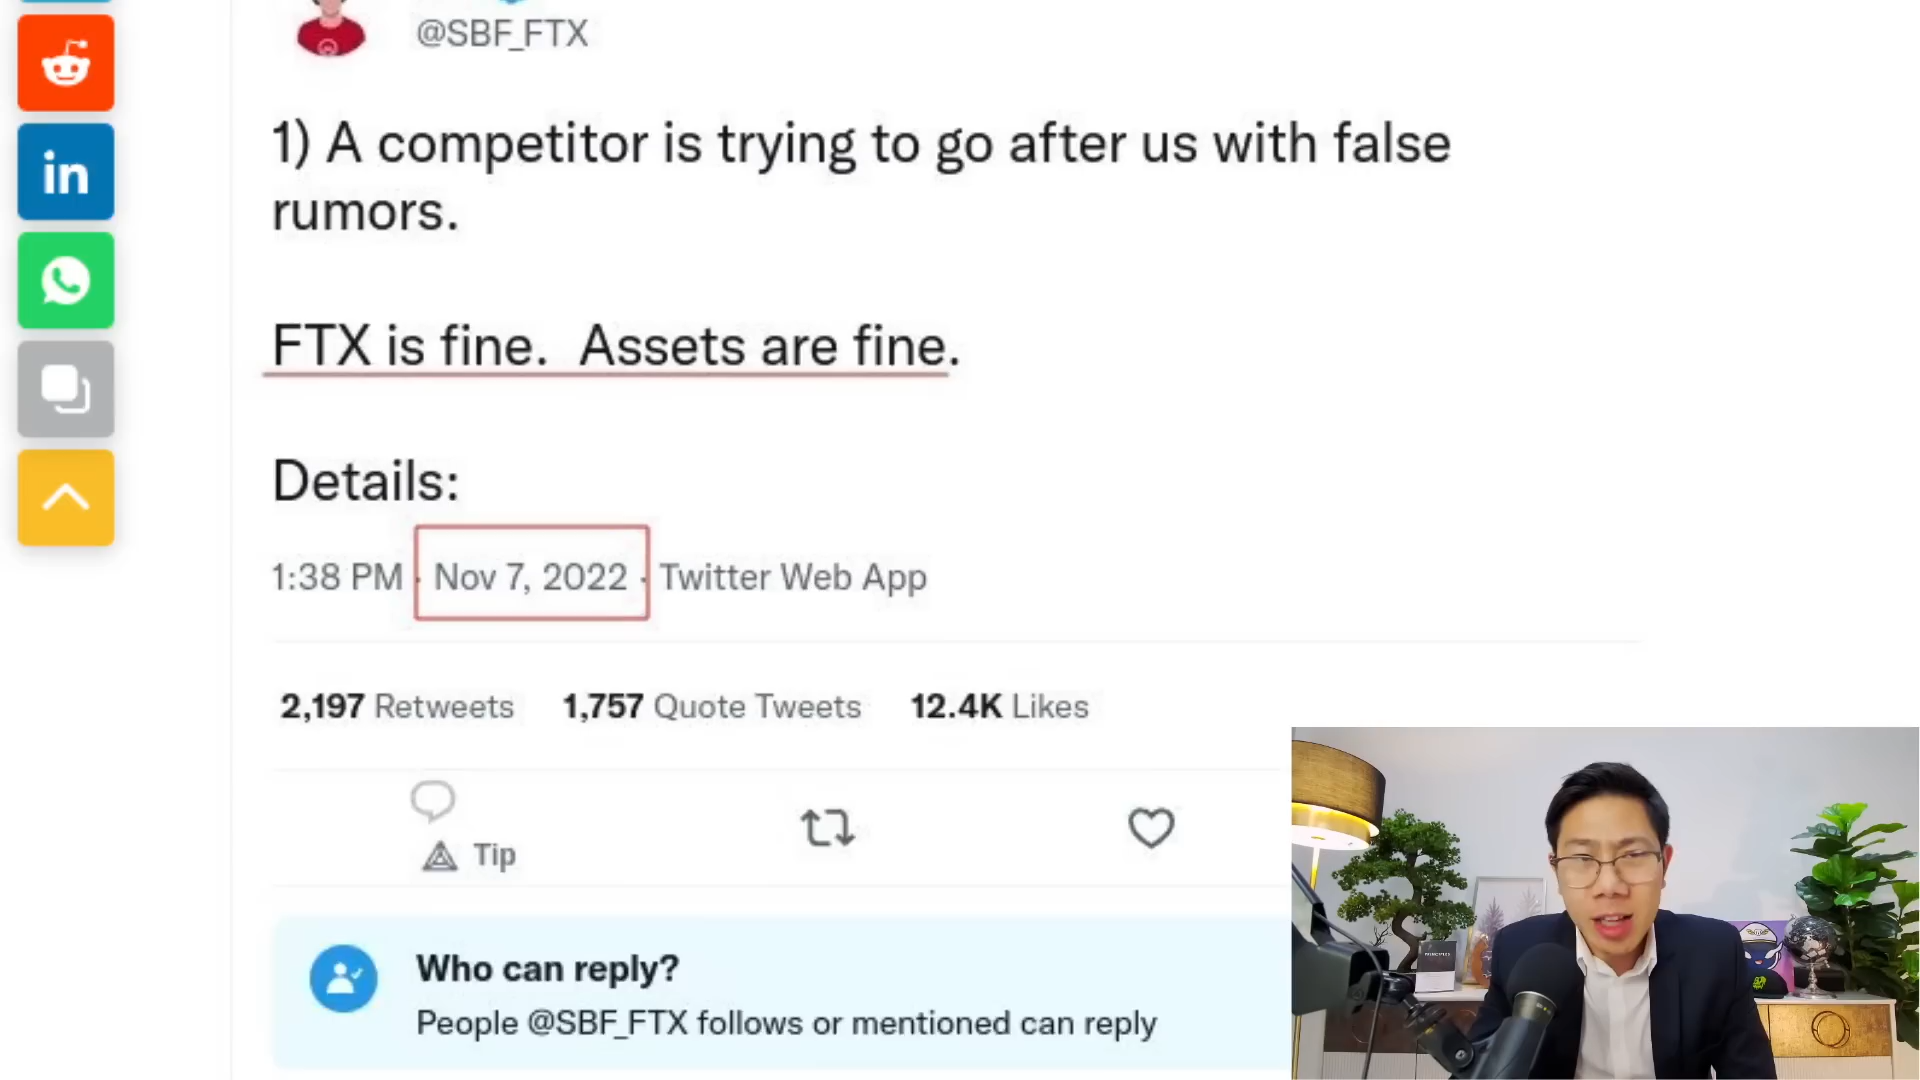 @SBF_FTX
1) A competitor is trying to go after us with false
rumors.
FTX is fine.  Assets are fine.
Details:
1:38 PM · Nov 7, 2022 · Twitter Web App
2,197 Retweets 1,757 Quote Tweets 12.4K Likes
Tip
Who can reply?
People @SBF_FTX follows or mentioned can reply
in
PRINCIPLES